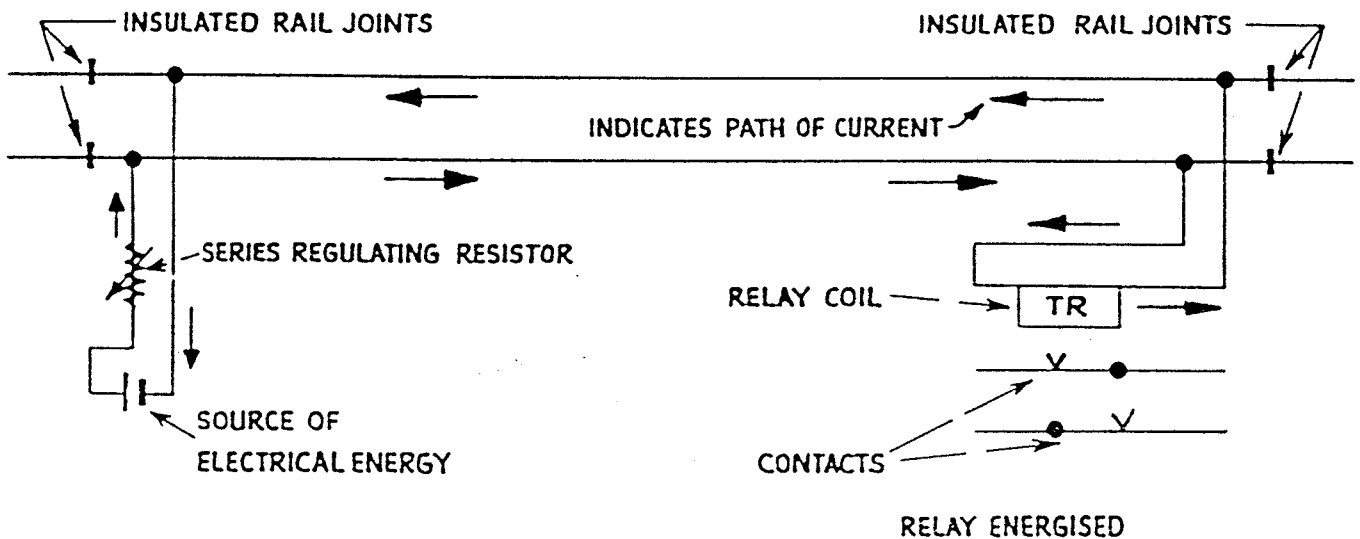 INSULATED RAIL JOINTS
INSULATED RAIL JOINTS
INDICATES PATH OF CURRENT
SERIES REGULATING RESISTOR
RELAY COIL
TR
SOURCE OF
ELECTRICAL ENERGY
CONTACTS
RELAY ENERGISED